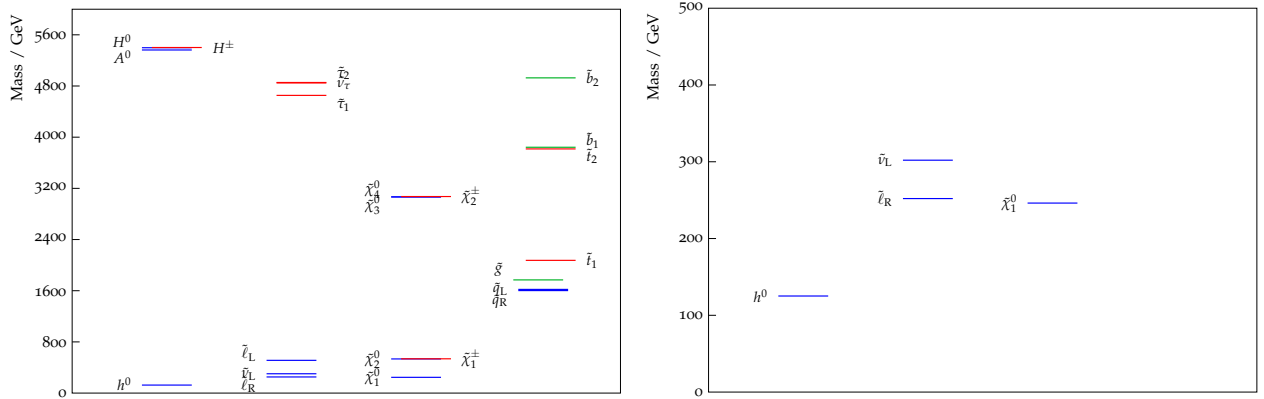 Mass / GeV
5600
4800
4000
3200
2400
1600
800
0
H⁰
A⁰
H±
h⁰
τ̃₂
ν̃τ
τ̃₁
ℓ̃L
ν̃L
ℓ̃R
χ̃⁰₄
χ̃⁰₃
χ̃±₂
χ̃⁰₂
χ̃±₁
χ̃⁰₁
b̃₂
b̃₁
t̃₂
t̃₁
g̃
q̃L
q̃R
Mass / GeV
500
400
300
200
100
0
ν̃L
ℓ̃R
χ̃⁰₁
h⁰